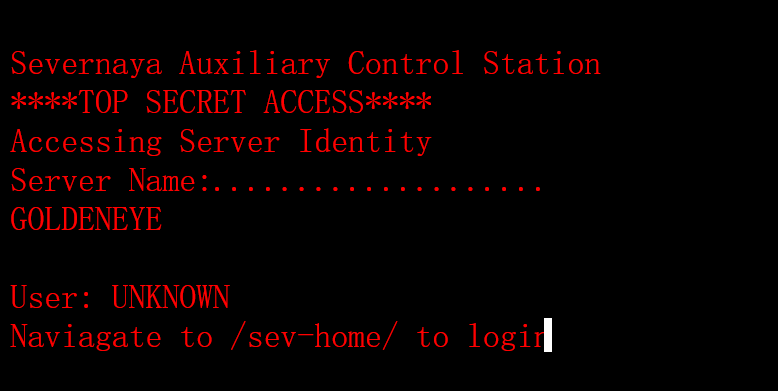 Severnaya Auxiliary Control Station
****TOP SECRET ACCESS****
Accessing Server Identity
Server Name:....................
GOLDENEYE
User: UNKNOWN
Naviagate to /sev-home/ to login